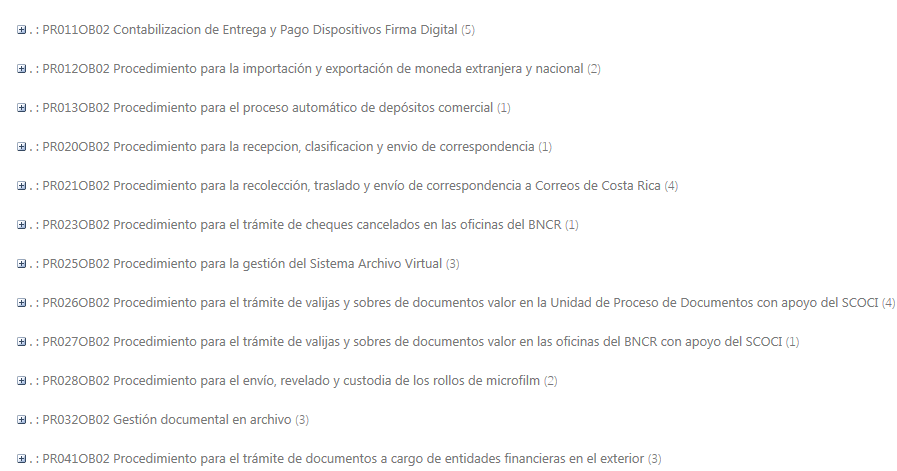 . : PR011OB02 Contabilizacion de Entrega y Pago Dispositivos Firma Digital (5)
. : PR012OB02 Procedimiento para la importación y exportación de moneda extranjera y nacional (2)
. : PR013OB02 Procedimiento para el proceso automático de depósitos comercial (1)
. : PR020OB02 Procedimiento para la recepcion, clasificacion y envio de correspondencia (1)
. : PR021OB02 Procedimiento para la recolección, traslado y envío de correspondencia a Correos de Costa Rica (4)
. : PR023OB02 Procedimiento para el trámite de cheques cancelados en las oficinas del BNCR (1)
. : PR025OB02 Procedimiento para la gestión del Sistema Archivo Virtual (3)
. : PR026OB02 Procedimiento para el trámite de valijas y sobres de documentos valor en la Unidad de Proceso de Documentos con apoyo del SCOCI (4)
. : PR027OB02 Procedimiento para el trámite de valijas y sobres de documentos valor en las oficinas del BNCR con apoyo del SCOCI (1)
. : PR028OB02 Procedimiento para el envío, revelado y custodia de los rollos de microfilm (2)
. : PR032OB02 Gestión documental en archivo (3)
. : PR041OB02 Procedimiento para el trámite de documentos a cargo de entidades financieras en el exterior (3)